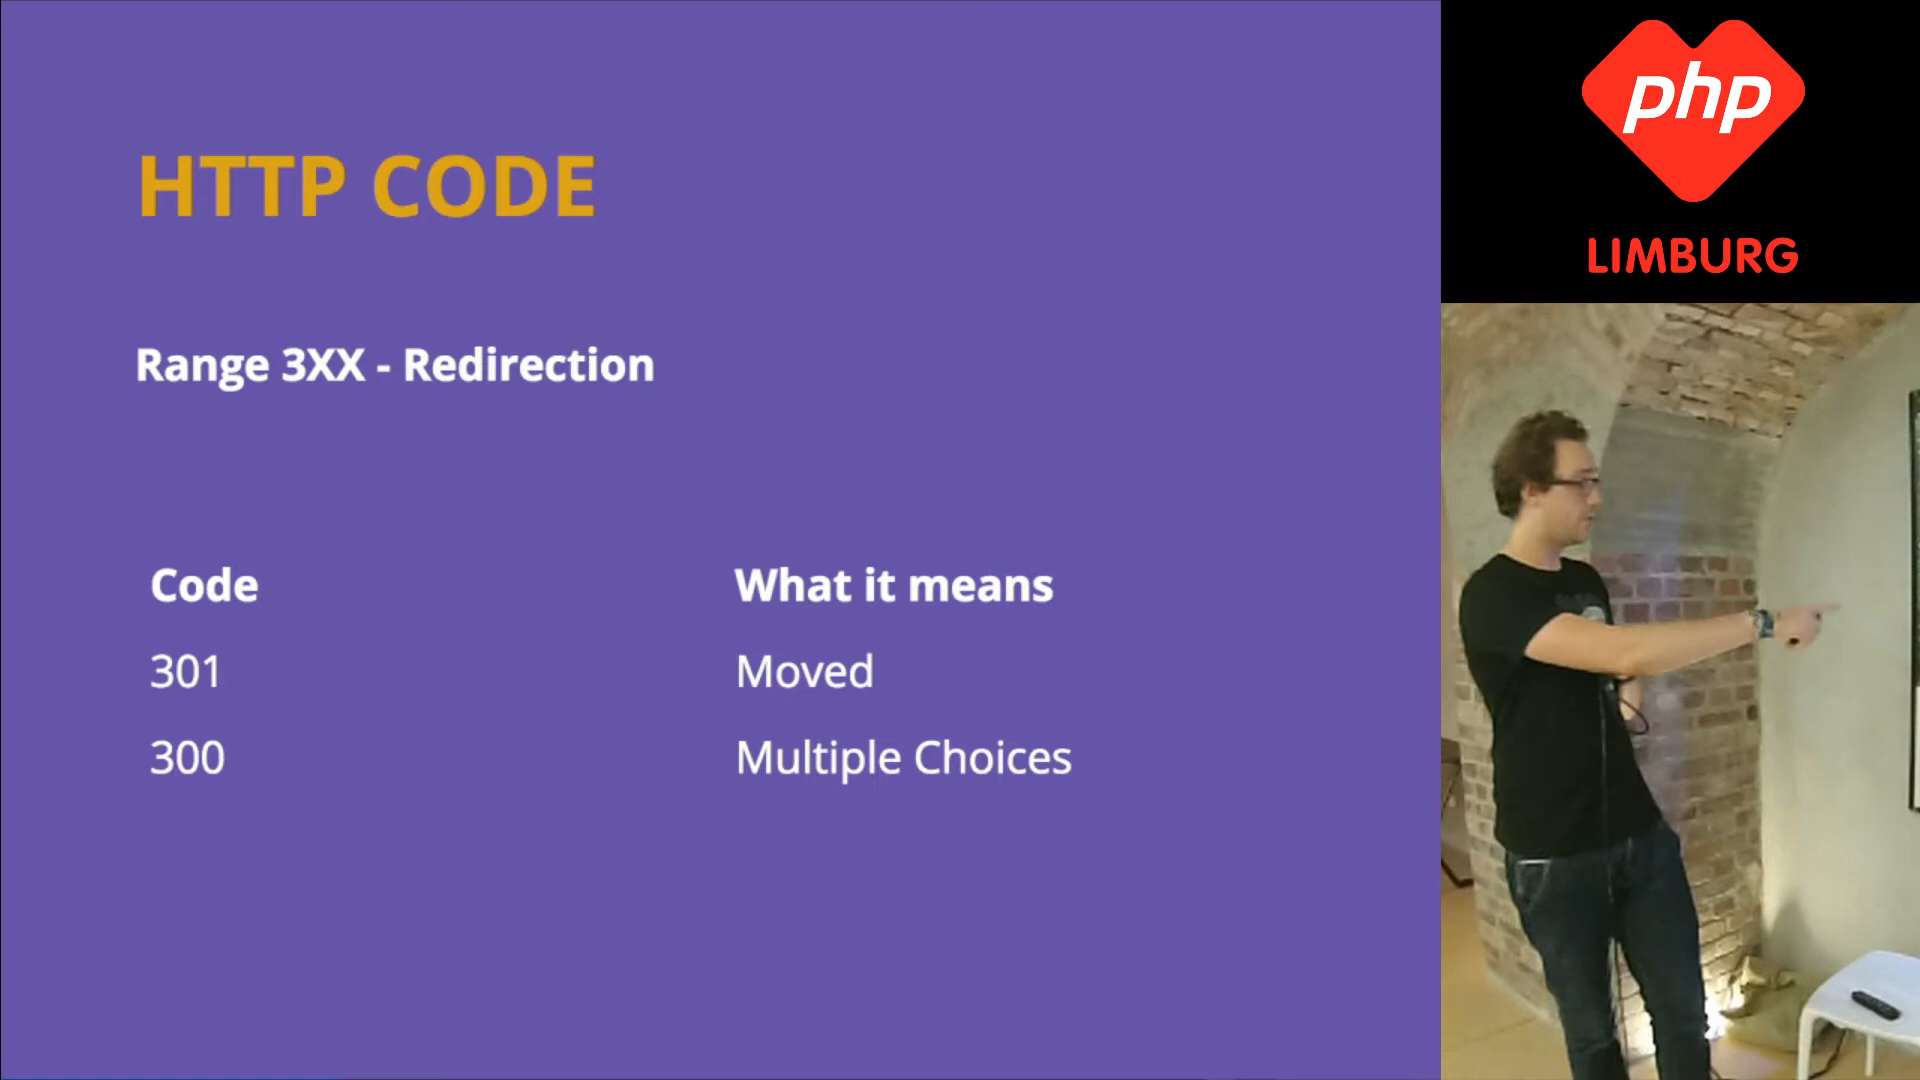 HTTP CODE
Range 3XX - Redirection
Code What it means
301 Moved
300 Multiple Choices
php
LIMBURG